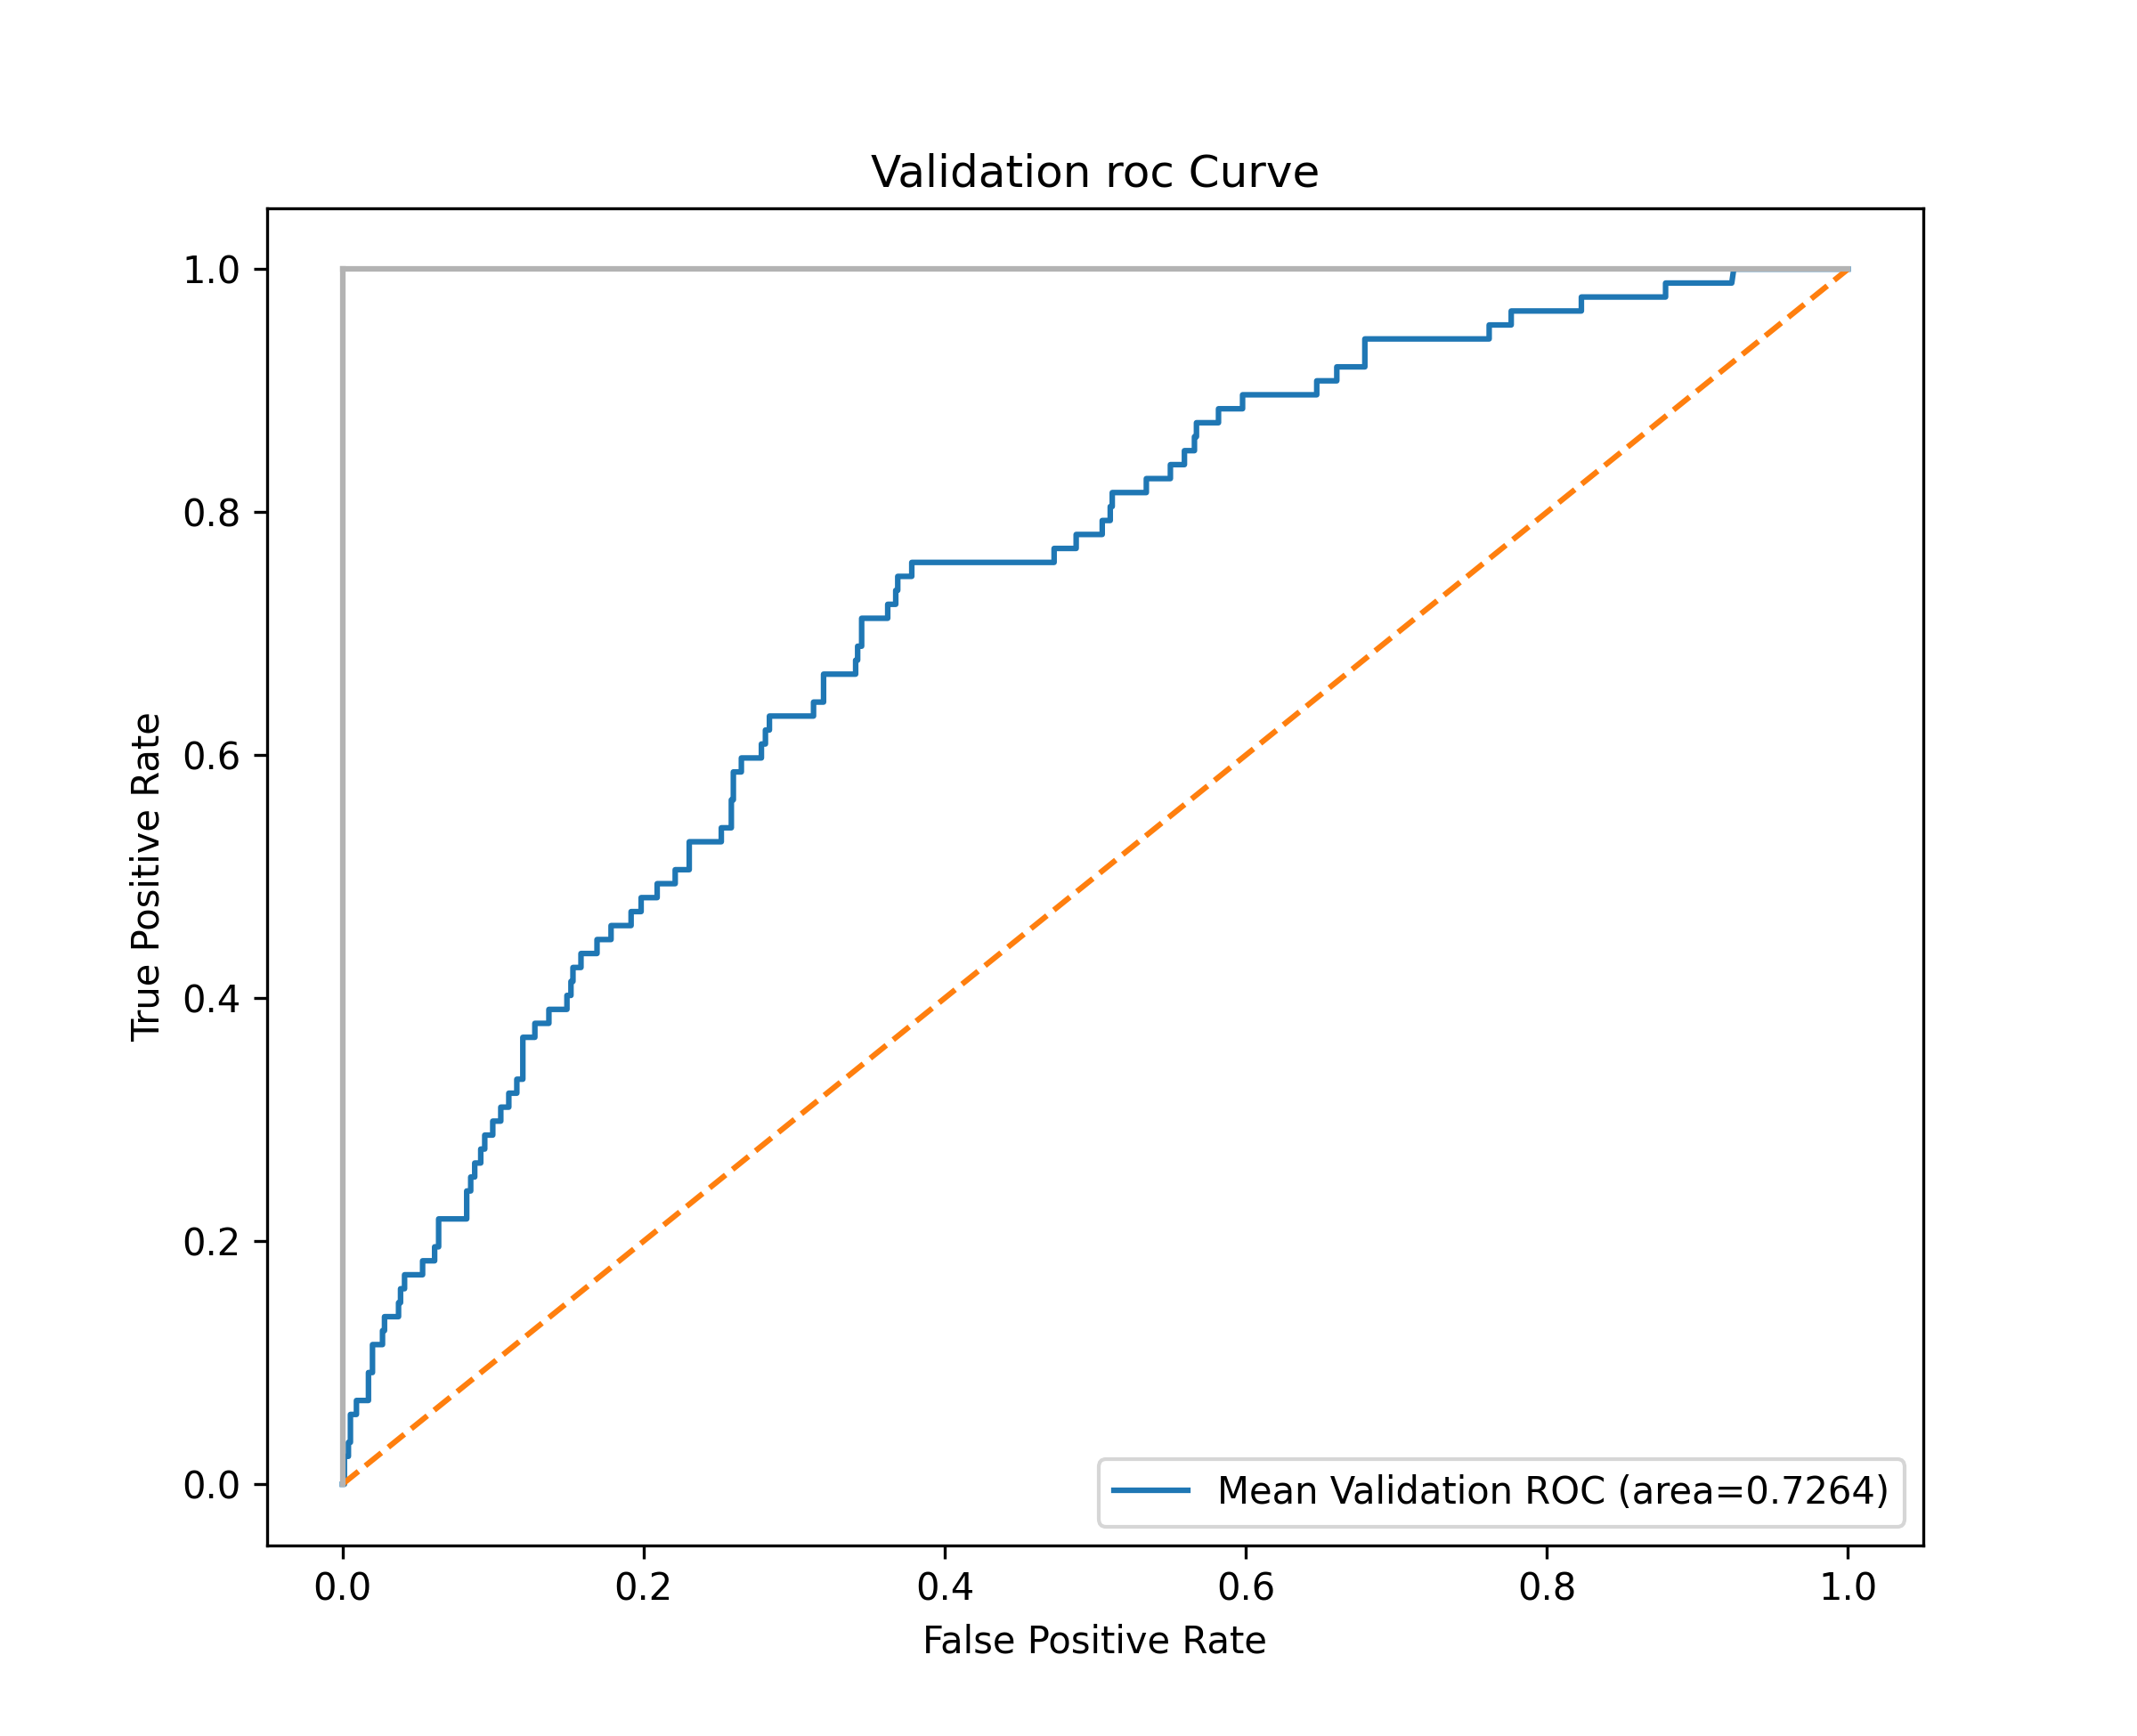 Validation roc Curve
1.0
0.8
0.6
0.4
0.2
0.0
True Positive Rate
Mean Validation ROC (area=0.7264)
0.0 0.2 0.4 0.6 0.8 1.0
False Positive Rate